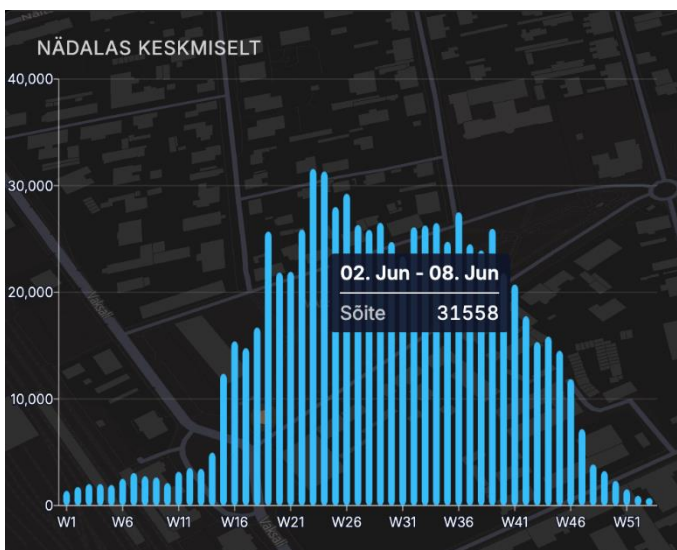 NÄDALAS KESKMISELT
40,000
30,000
20,000
10,000
0
02. Jun - 08. Jun
Sõite 31558
W1 W6 W11 W16 W21 W26 W31 W36 W41 W46 W51